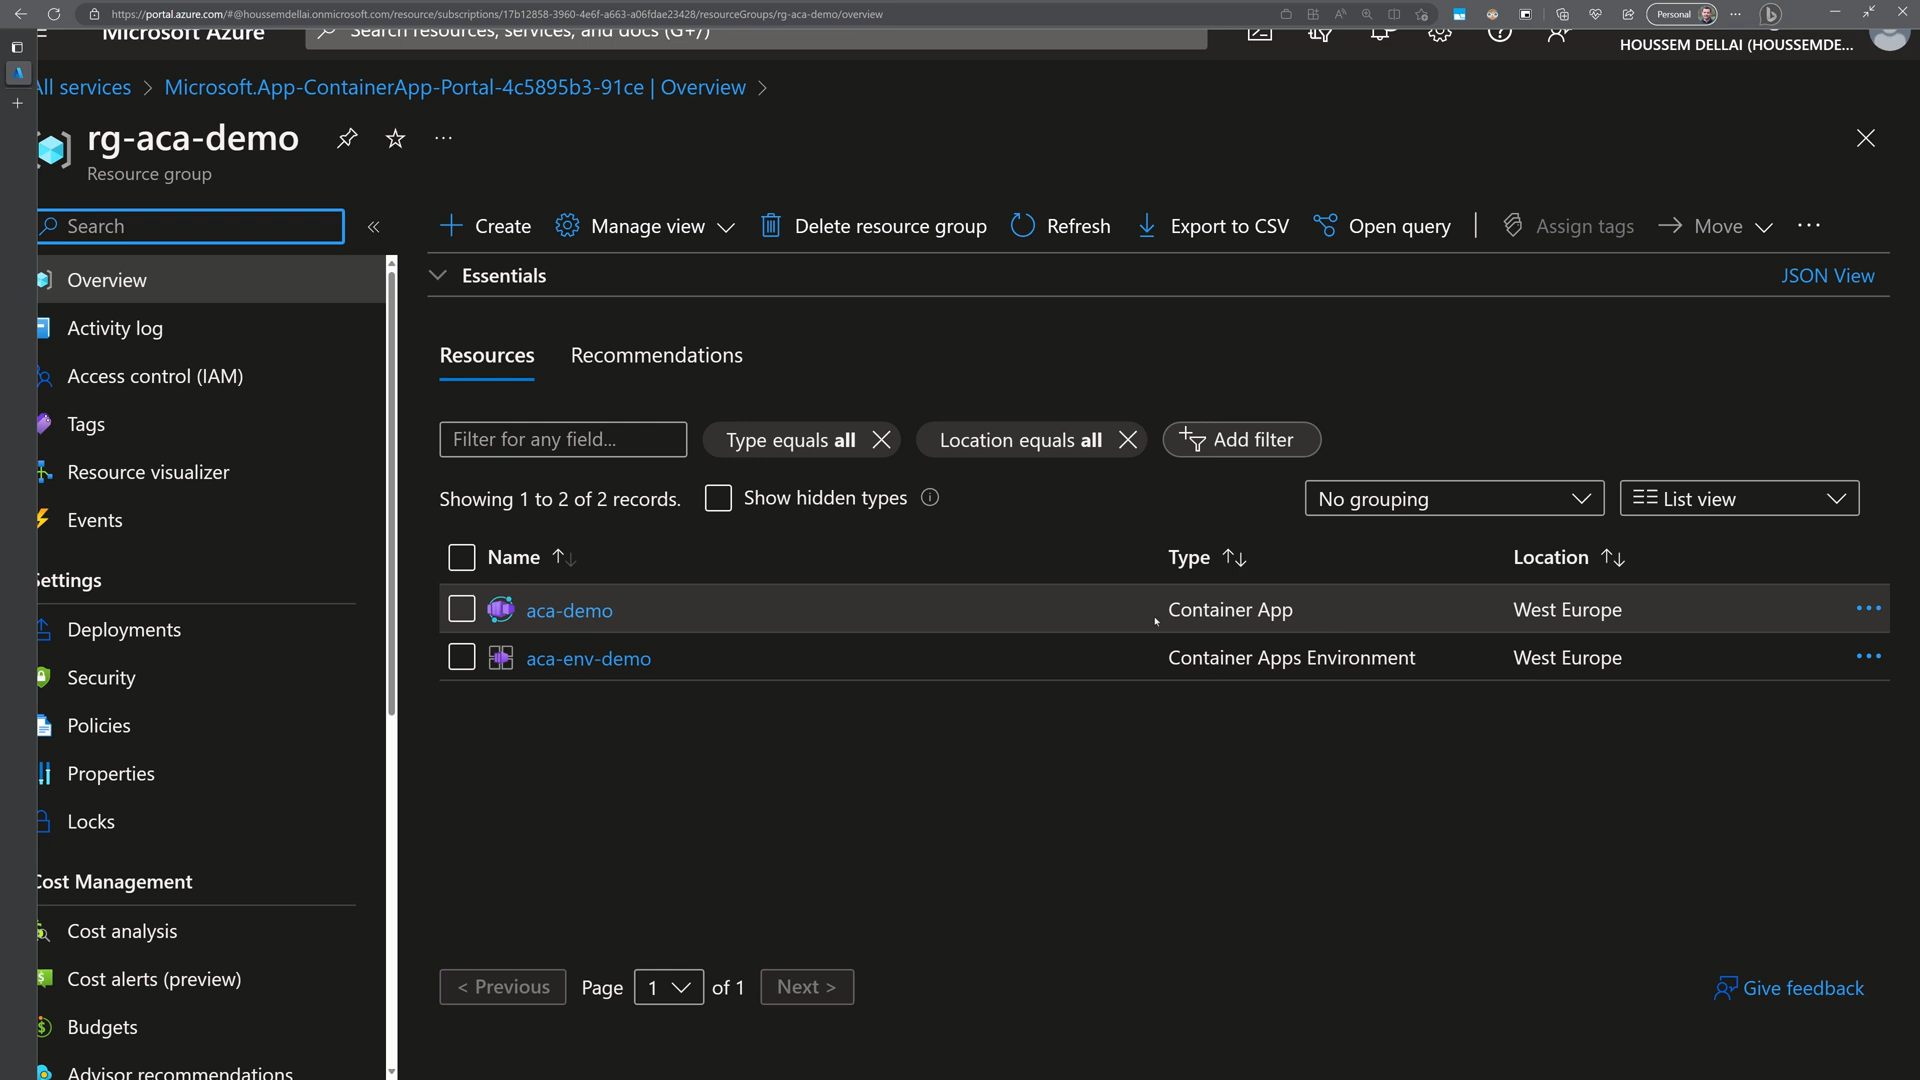 https://portal.azure.com/#@houssemdellai.onmicrosoft.com/resource/subscriptions/17b12858-3960-4e6f-a663-a06fdae23428/resourceGroups/rg-aca-demo/overview
Personal
Microsoft Azure
Search resources, services, and docs (G+/)
HOUSSEM DELLAI (HOUSSEMDE...
All services > Microsoft.App-ContainerApp-Portal-4c5895b3-91ce | Overview >
rg-aca-demo
Resource group
Search
Create
Manage view
Delete resource group
Refresh
Export to CSV
Open query
Assign tags
Move
Overview
Activity log
Access control (IAM)
Tags
Resource visualizer
Events
Settings
Deployments
Security
Policies
Properties
Locks
Cost Management
Cost analysis
Cost alerts (preview)
Budgets
Advisor recommendations
Essentials
JSON View
Resources
Recommendations
Filter for any field...
Type equals all
Location equals all
Add filter
Showing 1 to 2 of 2 records.
Show hidden types
No grouping
List view
Name
Type
Location
aca-demo
Container App
West Europe
aca-env-demo
Container Apps Environment
West Europe
< Previous
Page
1
of 1
Next >
Give feedback